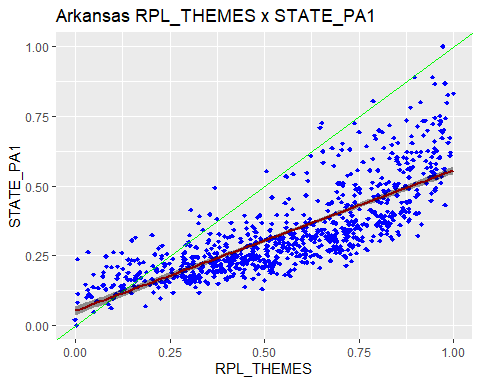 Arkansas RPL_THEMES x STATE_PA1
1.00
0.75
0.50
0.25
0.00
STATE_PA1
0.00 0.25 0.50 0.75 1.00
RPL_THEMES